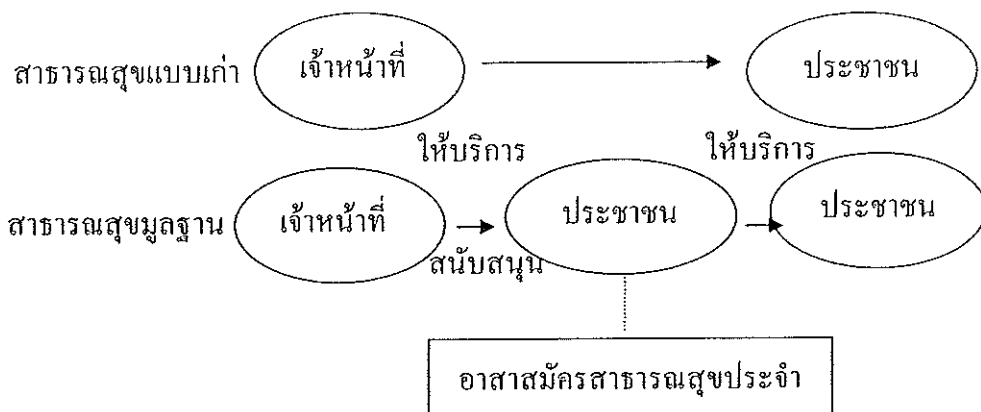 สาธารณสุขแบบเก่า เจ้าหน้าที่ ประชาชน
ให้บริการ ให้บริการ
สาธารณสุขมูลฐาน เจ้าหน้าที่ ประชาชน ประชาชน
สนับสนุน
อาสาสมัครสาธารณสุขประจำ